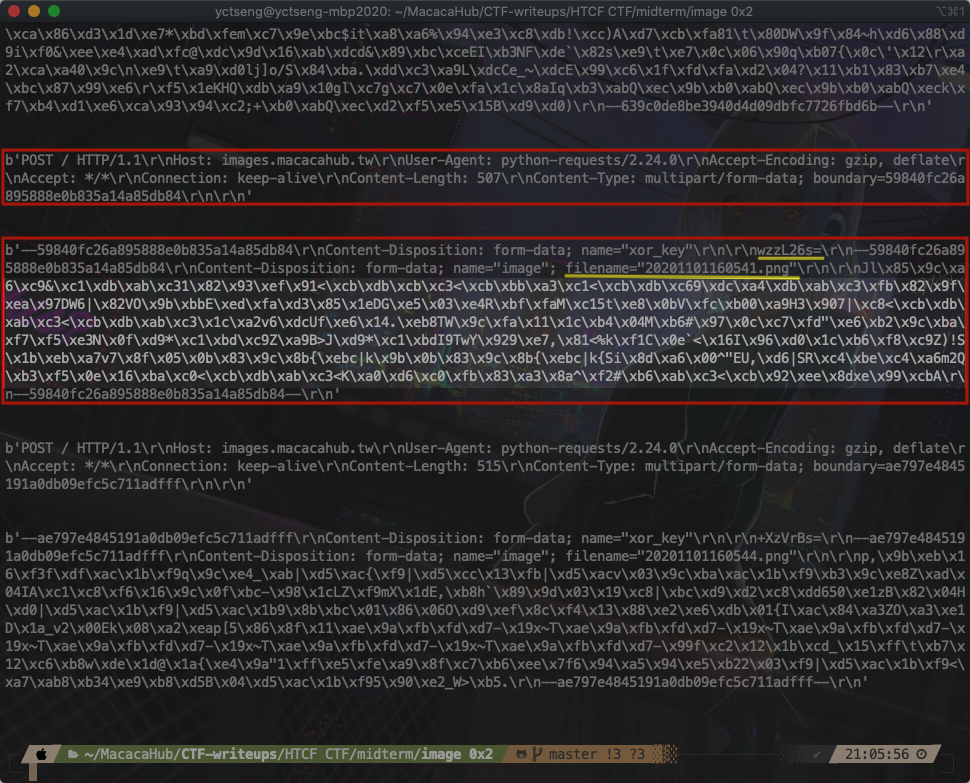 yctseng@yctseng-mbp2020: ~/MacacaHub/CTF-writeups/HTCF CTF/midterm/image 0x2
⌥⌘1
\xca\x86\xd3\x1d\xe7*\xbd\xfem\xc7\x9e\xbc$it\xa8\xa6%\x94\xe3\xc8\xdb!\xcc)A\xd7\xcb\xfa81\t\x80DW\x9f\x84~h\xd6\x88\xd
9i\xf0&\xee\xe4\xad\xfc@\xdc\x9d\x16\xab\xdcd&\x89\xbc\xcceEI\xb3NF\xde`\x82s\xe9\t\xe7\x0c\x06\x90q\xb07{\x0c\'\x12\t\xa
2\xca\xa40\x9c\n\xe9\t\xa9\xd0lj]o/S\x84\xba.\xdd\xc3\xa9L\xdcCe_~\xdcE\x99\xc6\x1f\xfd\xfa\xd2\x04?\x11\xb1\x83\xb7\xe4
\xbc\x87\x99\xe6\r\xf5\x1eKHQ\xdb\xa9\x10gl\xc7g\xc7\x0e\xfa\x1c\x8aIqb\xb3\xabQ\xec\x9b\xb0\xabQ\xec\x9b\xb0\xabQ\xeck\x
f7\xb4\xd1\xe6\xca\x93\x94\xc2;+\xb0\xabQ\xec\xd2\xf5\xe5\x15B\xd9\xd0)\r\n--639c0de8be3940d4d09dbfc7726fbd6b--\r\n'
b'POST / HTTP/1.1\r\nHost: images.macacahub.tw\r\nUser-Agent: python-requests/2.24.0\r\nAccept-Encoding: gzip, deflate\r
\nAccept: */*\r\nConnection: keep-alive\r\nContent-Length: 507\r\nContent-Type: multipart/form-data; boundary=59840fc26a
895888e0b835a14a85db84\r\n\r\n'
b'--59840fc26a895888e0b835a14a85db84\r\nContent-Disposition: form-data; name="xor_key"\r\n\r\nwzzL26s=\r\n--59840fc26a89
5888e0b835a14a85db84\r\nContent-Disposition: form-data; name="image"; filename="20201101160541.png"\r\n\r\nJl\x85\x9c\xa
6\xc9&\xc1\xdb\xab\xc31\x82\x93\xef\x91<\xcb\xdb\xcb\xc3<\xcb\xbb\xa3\xc1<\xcb\xdb\xc69\xdc\xa4\xdb\xab\xc3\xfb\x82\x9f\
xea\x97DW6|\x82VO\x9b\xbbE\xed\xfa\xd3\x85\x1eDG\xe5\x03\xe4R\xbf\xfaM\xc15t\xe8\x0bV\xfc\xb00\xa9H3\x907|\xc<\xcb\xdb\x
ab\xc3<\xcb\xdb\xab\xc3\x1c\xa2v6\xdcUf\xe6\x14.\xeb8TW\x9c\xfa\x11\x1c\xb4\x04M\xb6#\x97\x0c\xc7\xfd"\xe6\xb2\x9c\xba\x
f7\xf5\xe3N\x0f\xd9*\xc1\xbd\xc9Z\xa9B>J\xd9*\xc1\xbdITwY\x929\xe7,\x81<%k\xf1C\x0e`<\x16I\x96\xd0\x1c\xb6\xf8\xc9Z)!S
\x1b\xeb\xa7v7\x8f\x05\x0b\x83\x9c\x8b{\xebc|k\x9b\x0b\x83\x9c\x8b{\xebc|k{Si\x8d\xa6\x00^"EU,\xd6|SR\xc4\xbe\xc4\xa6m2Q
\xb3\xf5\x0e\x16\xba\xc0<\xcb\xdb\xab\xc3<K\xa0\xd6\xc0\xfb\x83\xa3\x8a^\xf2#\xb6\xab\xc3<\xcb\x92\xee\x8dxe\x99\xcbA\r\
n--59840fc26a895888e0b835a14a85db84--\r\n'
b'POST / HTTP/1.1\r\nHost: images.macacahub.tw\r\nUser-Agent: python-requests/2.24.0\r\nAccept-Encoding: gzip, deflate\r
\nAccept: */*\r\nConnection: keep-alive\r\nContent-Length: 515\r\nContent-Type: multipart/form-data; boundary=ae797e4845
191a0db09efc5c711adfff\r\n\r\n'
b'--ae797e4845191a0db09efc5c711adfff\r\nContent-Disposition: form-data; name="xor_key"\r\n\r\n+XzVrBs=\r\n--ae797e484519
1a0db09efc5c711adfff\r\nContent-Disposition: form-data; name="image"; filename="20201101160544.png"\r\n\r\np,\x9b\xeb\x
16\xf3f\xdf\xac\x1b\xf9q\x9c\xe4_\xab|\xd5\xac{\xf9|\xd5\xcc\x13\xfb|\xd5\xacv\x03\x9c\xba\xac\x1b\xf9\xb3\x9c\xe8Z\xad\x
04IA\xc1\xc8\xf6\x16\x9c\x0f\xbc-\x98\x1cLZ\xf9mX\x1dE,\xb8h`\x89\x9d\x03\x19\xc8|\xbc\xd9\xd2\xc8\xdd650\xe1zB\x82\x04H
\xd0|\xd5\xac\x1b\xf9|\xd5\xac\x1b9\x8b\xbc\x01\x86\x06O\xd9\xef\x8c\xf4\x13\x88\xe2\xe6\xdb\x01{I\xac\x84\xa3ZO\xa3\xe1
D\x1a_v2\x00Ek\x08\xa2\xeap[5\x86\x8f\x11\xae\x9a\xfb\xfd\xd7-\x19x~T\xae\x9a\xfb\xfd\xd7-\x19x~T\xae\x9a\xfb\xfd\xd7-\x
19x~T\xae\x9a\xfb\xfd\xd7-\x19x~T\xae\x9a\xfb\xfd\xd7-\x19x~T\xae\x9a\xfb\xfd\xd7-\x99f\xc2\x12\x1b\xcd_\x15\xff\t\xb7\x
12\xc6\xb8w\xde\x1d@\x1a{\xe4\x9a"1\xff\xe5\xfe\xa9\x8f\xc7\xb6\xee\x7f6\x94\xa5\x94\xe5\xb22\x03\xf9|\xd5\xac\x1b\xf9<\
xa7\xab8\xb34\xe9\xb8\xd5B\x04\xd5\xac\x1b\xf95\x90\xe2_W>\xb5.\r\n--ae797e4845191a0db09efc5c711adfff--\r\n'
~/MacacaHub/CTF-writeups/HTCF CTF/midterm/image 0x2 master !3 ?3 ✓ 21:05:56